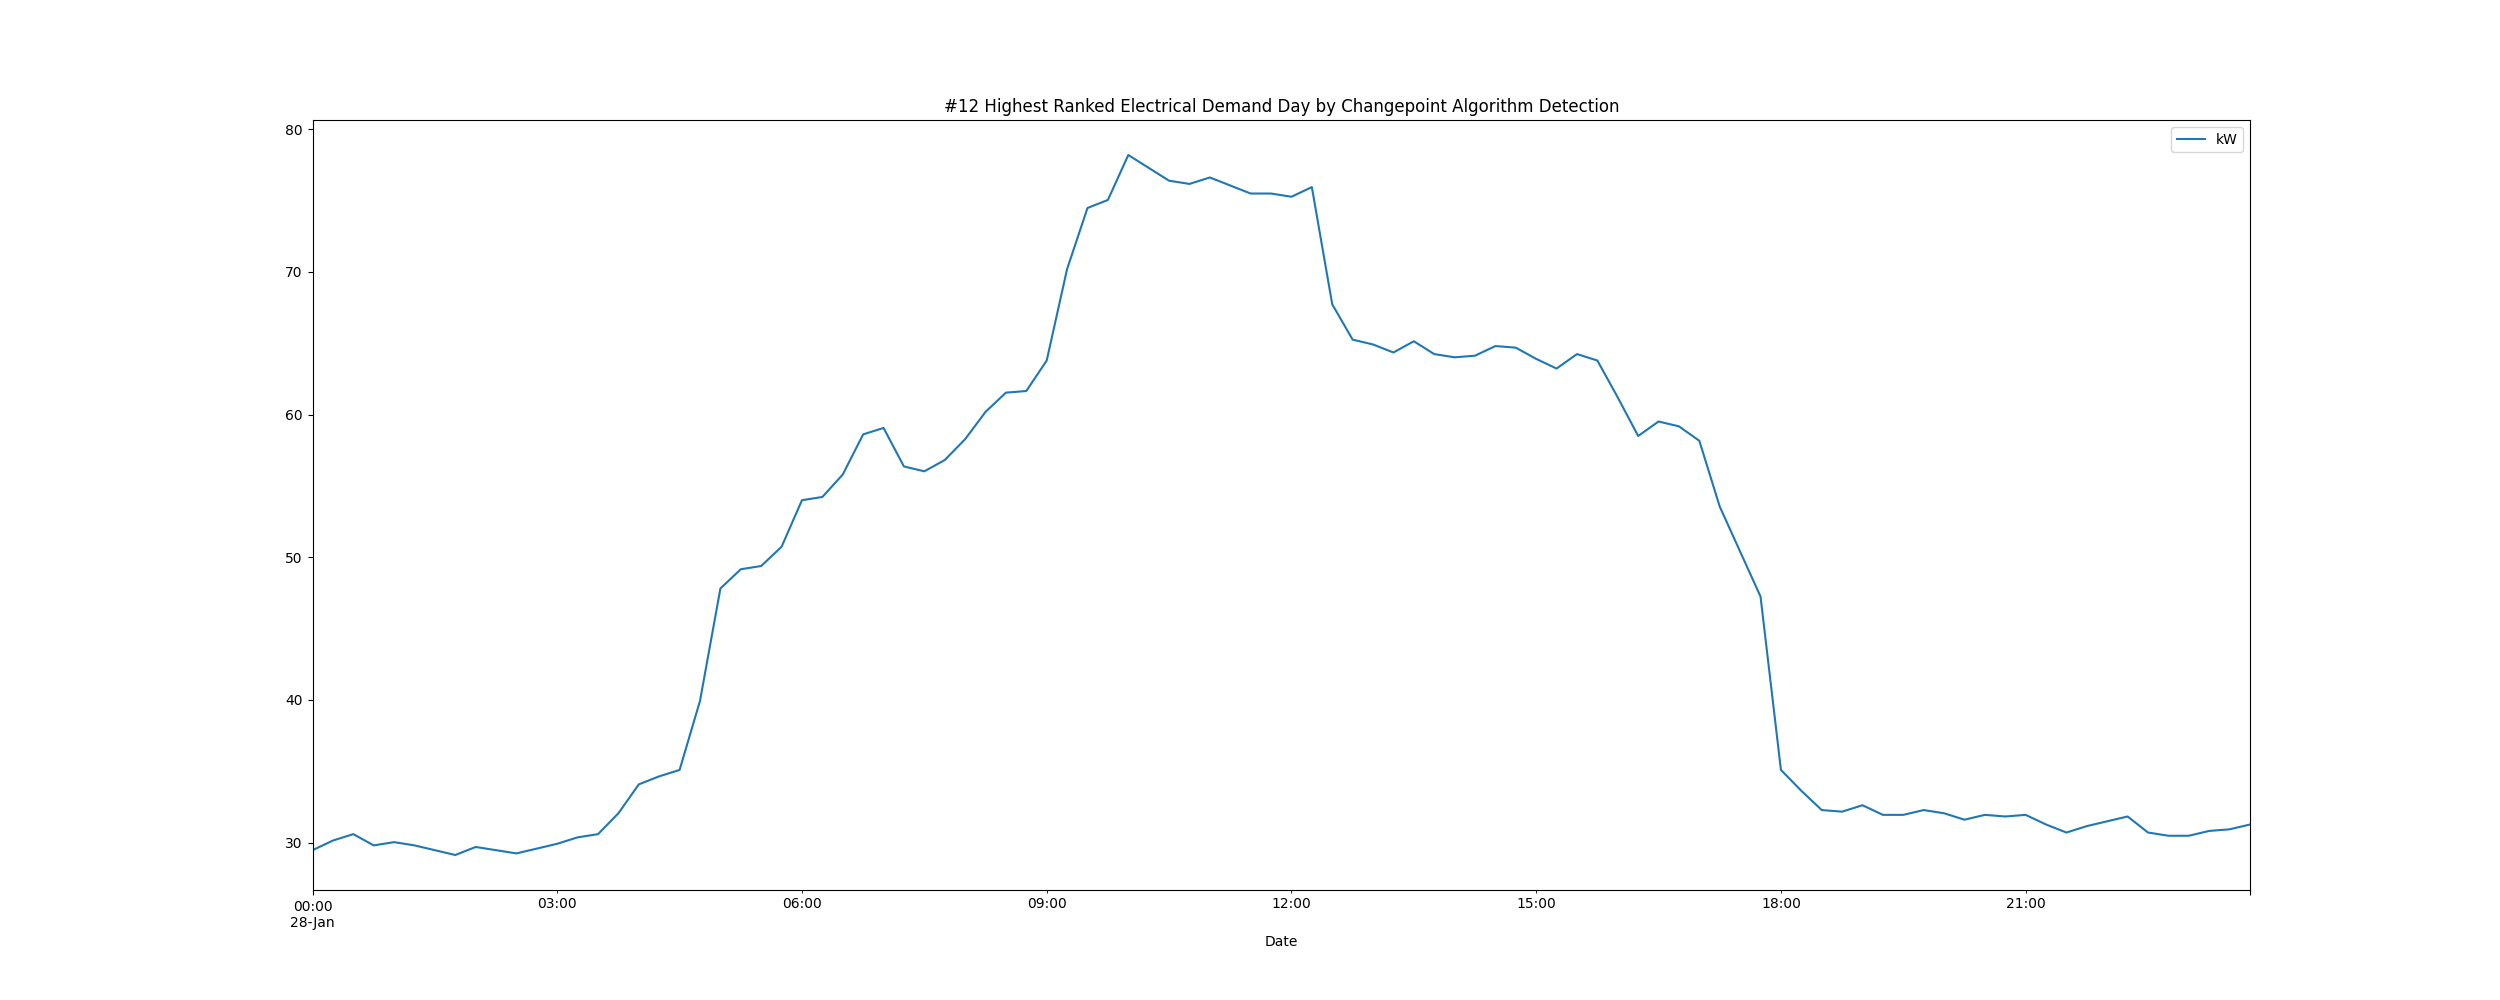 #12 Highest Ranked Electrical Demand Day by Changepoint Algorithm Detection
kW
80
70
60
50
40
30
00:00 03:00 06:00 09:00 12:00 15:00 18:00 21:00
28-Jan
Date